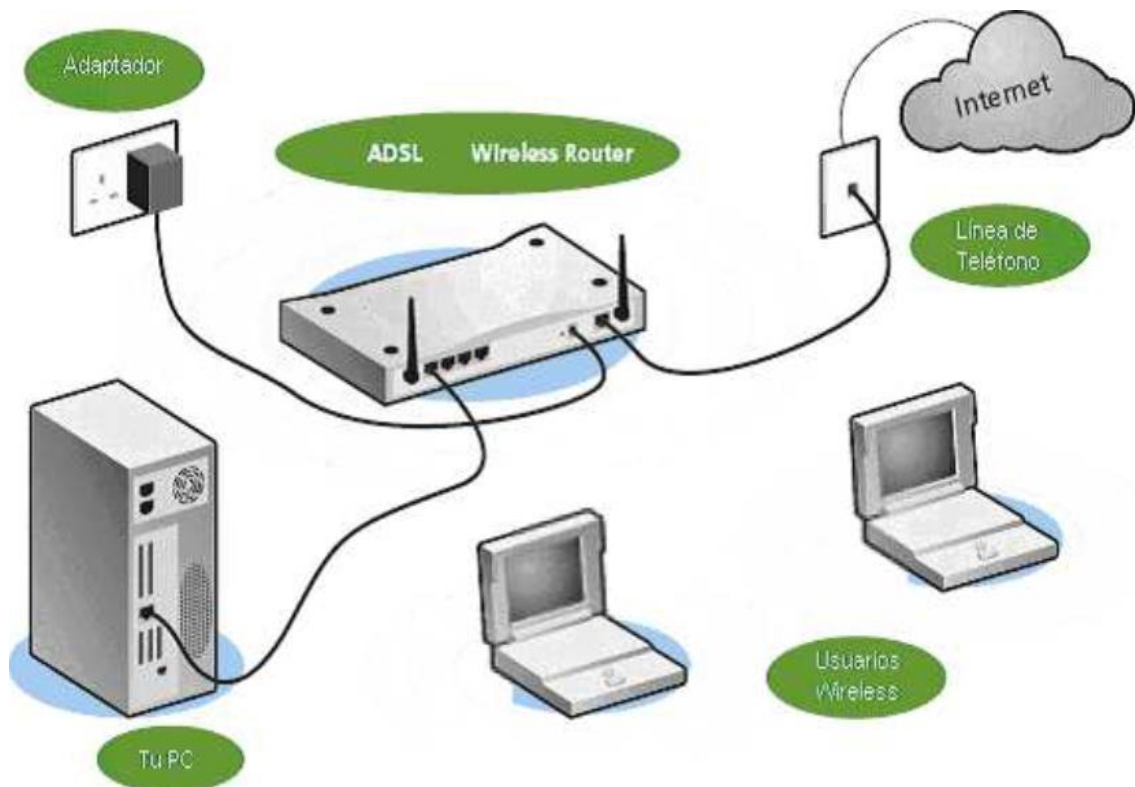 Adaptador
Internet
ADSL Wireless Router
Línea de
Teléfono
Usuarios
Wireless
Tu PC